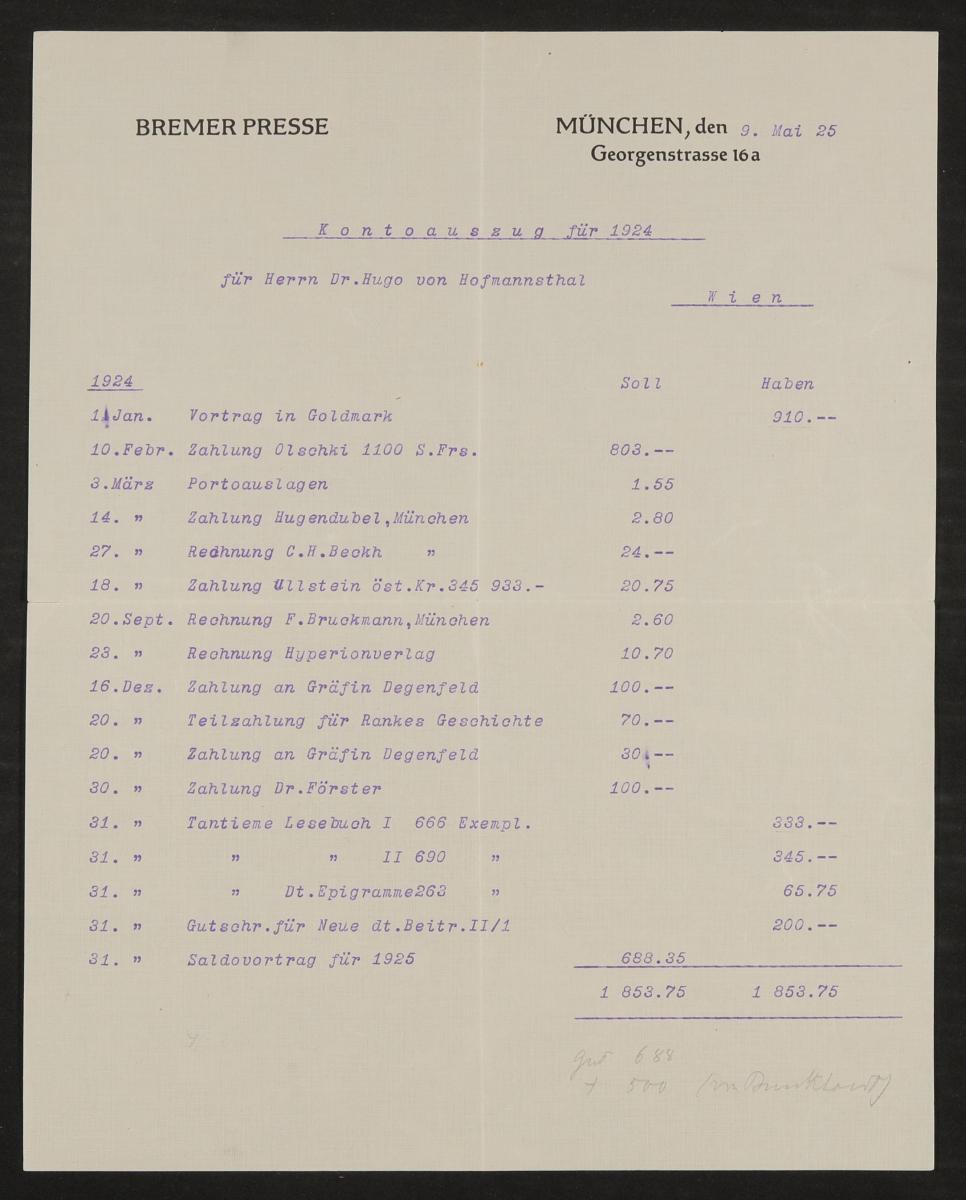 BREMER PRESSE
MÜNCHEN, den 9. Mai 25
Georgenstrasse 16a
Kontoauszug für 1924
für Herrn Dr.Hugo von Hofmannsthal
Wien
1924 Soll Haben
1.Jan. Vortrag in Goldmark 910.--
10.Febr. Zahlung Olschki 1100 S.Frs. 803.--
3.März Portoauslagen 1.55
14. " Zahlung Hugendubel,München 2.80
27. " Rechnung C.H.Beckh " 24.--
18. " Zahlung Ullstein öst.Kr.345 933.- 20.75
20.Sept. Rechnung F.Bruckmann,München 2.60
23. " Rechnung Hyperionverlag 10.70
16.Dez. Zahlung an Gräfin Degenfeld 100.--
20. " Teilzahlung für Rankes Geschichte 70.--
20. " Zahlung an Gräfin Degenfeld 30.--
30. " Zahlung Dr.Förster 100.--
31. " Tantieme Lesebuch I 666 Exempl. 333.--
31. " " " II 690 " 345.--
31. " " Dt.Epigramme263 " 65.75
31. " Gutschr.für Neue dt.Beitr.II/1 200.--
31. " Saldovortrag für 1925 688.35
1 853.75 1 853.75
gut 688
+ 500